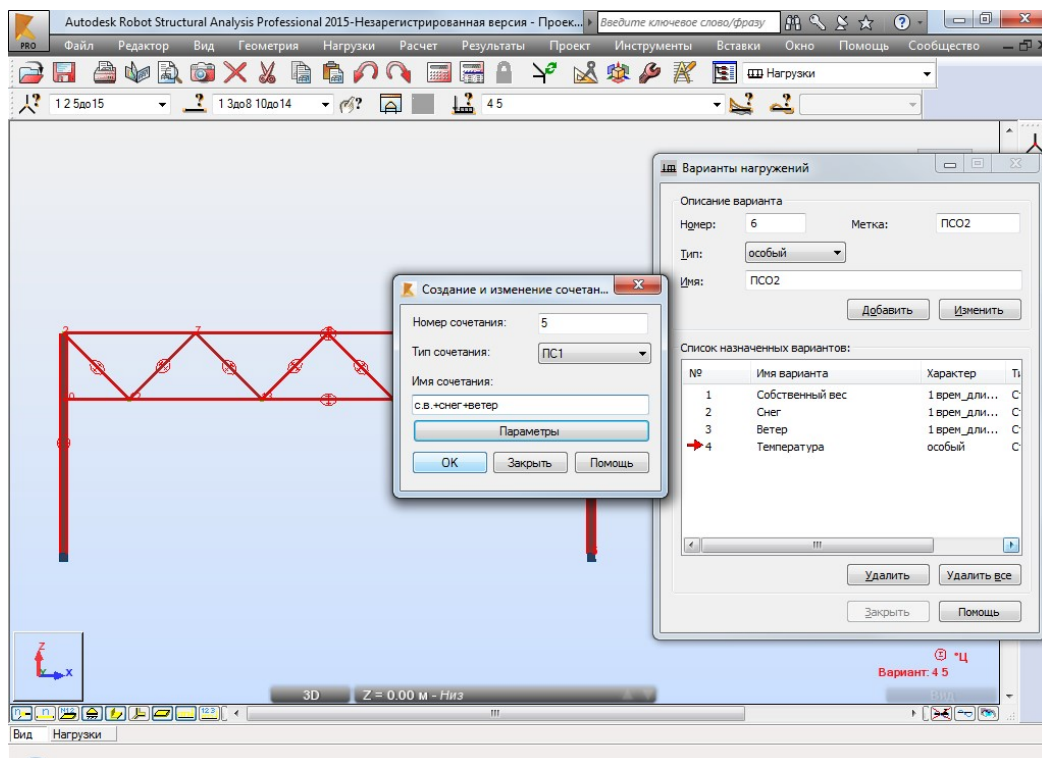 Autodesk Robot Structural Analysis Professional 2015-Незарегистрированная версия - Проек...
Введите ключевое слово/фразу
PRO
Файл Редактор Вид Геометрия Нагрузки Расчет Результаты Проект Инструменты Вставки Окно Помощь Сообщество
Нагрузки
1 2 5до15
1 3до8 10до14
4 5
Варианты нагружений
Описание варианта
Номер: 6 Метка: ПСО2
Тип: особый
Имя: ПСО2
Добавить Изменить
Список назначенных вариантов:
№ Имя варианта Характер
1 Собственный вес 1 врем_дли...
2 Снег 1 врем_дли...
3 Ветер 1 врем_дли...
4 Температура особый
Удалить Удалить все
Закрыть Помощь
Создание и изменение сочетан...
Номер сочетания: 5
Тип сочетания: ПС1
Имя сочетания:
с.в.+снег+ветер
Параметры
OK Закрыть Помощь
Z
X
°Ц
Вариант: 4 5
3D Z = 0.00 м - Низ
ВИД
Вид Нагрузки